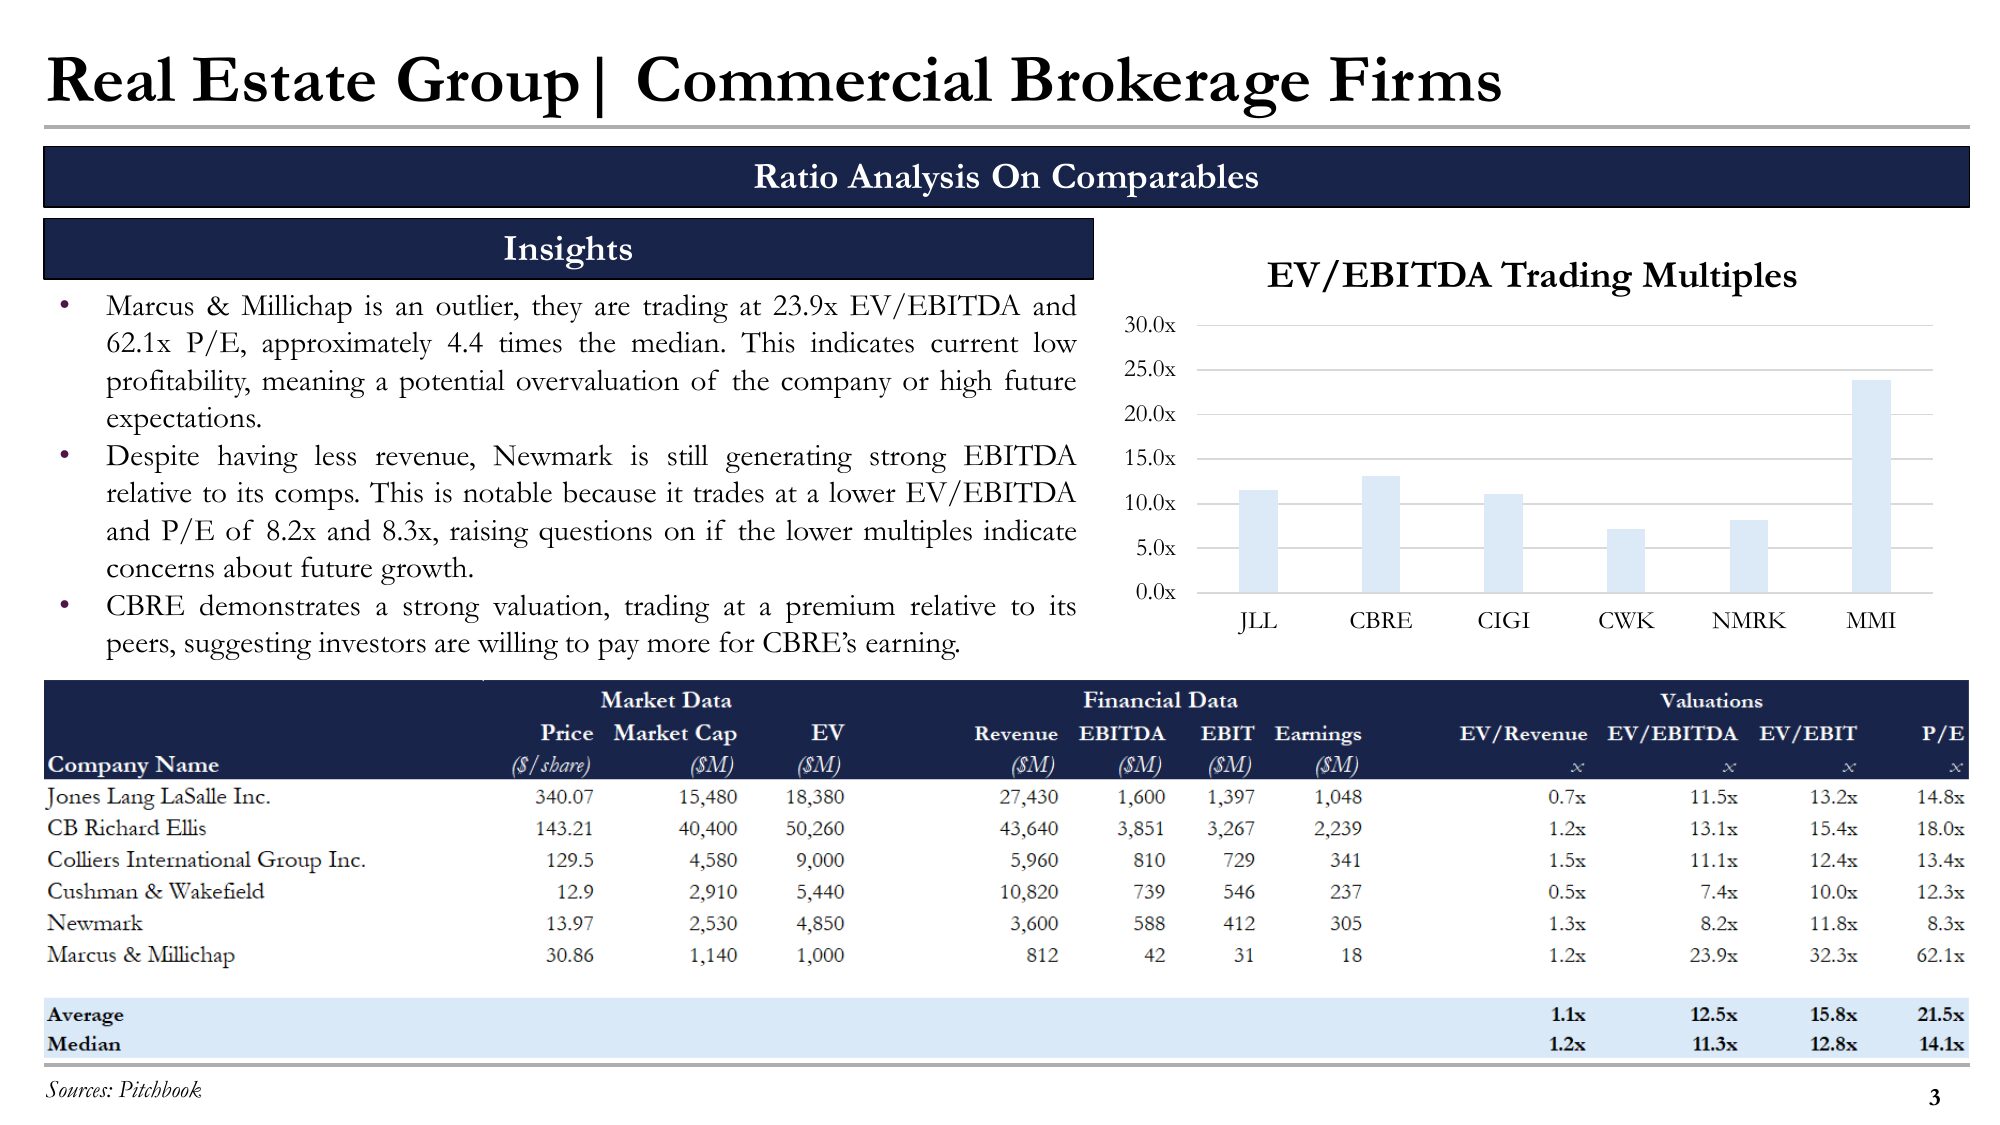 Real Estate Group| Commercial Brokerage Firms
Ratio Analysis On Comparables
Insights
• Marcus & Millichap is an outlier, they are trading at 23.9x EV/EBITDA and
62.1x P/E, approximately 4.4 times the median. This indicates current low
profitability, meaning a potential overvaluation of the company or high future
expectations.
• Despite having less revenue, Newmark is still generating strong EBITDA
relative to its comps. This is notable because it trades at a lower EV/EBITDA
and P/E of 8.2x and 8.3x, raising questions on if the lower multiples indicate
concerns about future growth.
• CBRE demonstrates a strong valuation, trading at a premium relative to its
peers, suggesting investors are willing to pay more for CBRE’s earning.
EV/EBITDA Trading Multiples
30.0x
25.0x
20.0x
15.0x
10.0x
5.0x
0.0x
JLL CBRE CIGI CWK NMRK MMI
Market Data Financial Data Valuations
Price Market Cap EV Revenue EBITDA EBIT Earnings EV/Revenue EV/EBITDA EV/EBIT P/E
Company Name ($/share) ($M) ($M) ($M) ($M) ($M) ($M) x x x x
Jones Lang LaSalle Inc. 340.07 15,480 18,380 27,430 1,600 1,397 1,048 0.7x 11.5x 13.2x 14.8x
CB Richard Ellis 143.21 40,400 50,260 43,640 3,851 3,267 2,239 1.2x 13.1x 15.4x 18.0x
Colliers International Group Inc. 129.5 4,580 9,000 5,960 810 729 341 1.5x 11.1x 12.4x 13.4x
Cushman & Wakefield 12.9 2,910 5,440 10,820 739 546 237 0.5x 7.4x 10.0x 12.3x
Newmark 13.97 2,530 4,850 3,600 588 412 305 1.3x 8.2x 11.8x 8.3x
Marcus & Millichap 30.86 1,140 1,000 812 42 31 18 1.2x 23.9x 32.3x 62.1x
Average 1.1x 12.5x 15.8x 21.5x
Median 1.2x 11.3x 12.8x 14.1x
Sources: Pitchbook
3